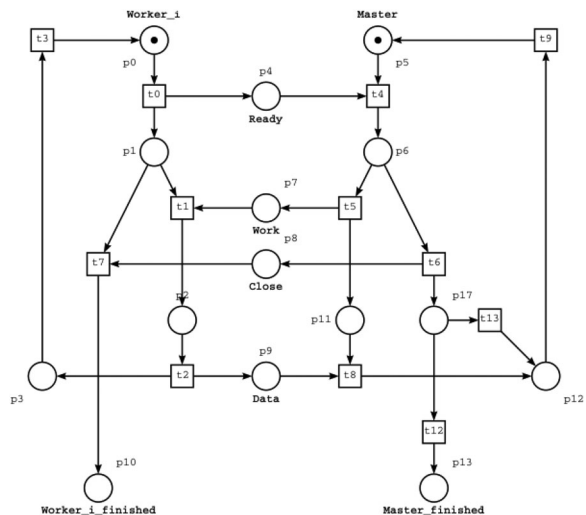 Worker_i Master
t3 t9
p0 p4 p5
t0 t4
Ready
p1 p6
p7
t1 t5
Work
p8
t7 t6
Close
p2 p11 p17
t13
p9
t2 t8
p3 Data p12
t12
p10 p13
Worker_i_finished Master_finished